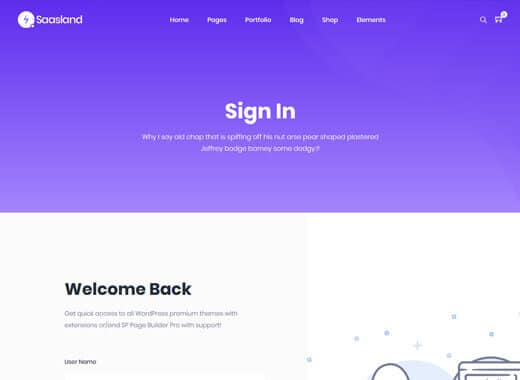 Saasland
Home Pages Portfolio Blog Shop Elements
Sign In
Why I say old chap that is spiffing off his nut arse pear shaped plastered
Jeffrey bodge barney some dodgy.!!
Welcome Back
Get quick access to all WordPress premium themes with
extensions or/and SP Page Builder Pro with support!
User Name